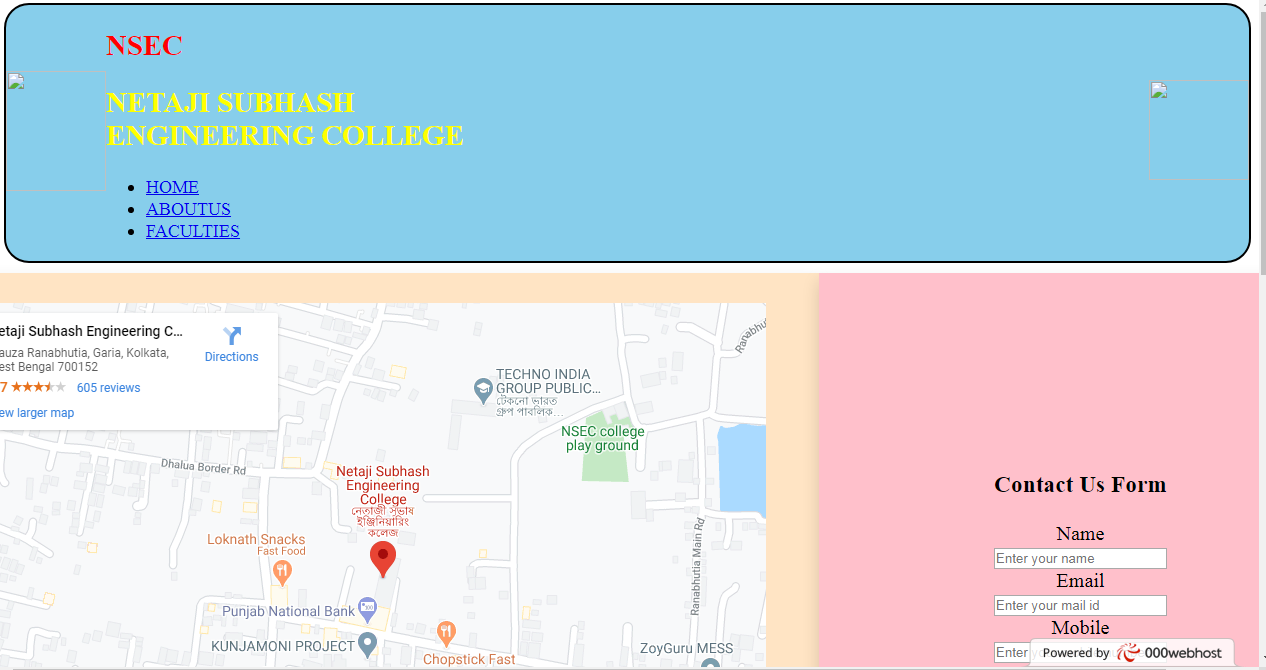 NSEC
NETAJI SUBHASH
ENGINEERING COLLEGE
HOME
ABOUTUS
FACULTIES
etaji Subhash Engineering C...
auza Ranabhutia, Garia, Kolkata,
est Bengal 700152
7
605 reviews
ew larger map
Directions
Ranabhu
TECHNO INDIA
GROUP PUBLIC...
টেকনো ভারত
গ্রুপ পাবলিক...
NSEC college
play ground
Dhalua Border Rd
Netaji Subhash
Engineering
College
নেতাজী সুভাষ
ইঞ্জিনিয়ারিং
কলেজ
Loknath Snacks
Fast Food
Ranabhutia Main Rd
Punjab National Bank
KUNJAMONI PROJECT
Chopstick Fast
ZoyGuru MESS
Contact Us Form
Name
Enter your name
Email
Enter your mail id
Mobile
Enter
Powered by 000webhost